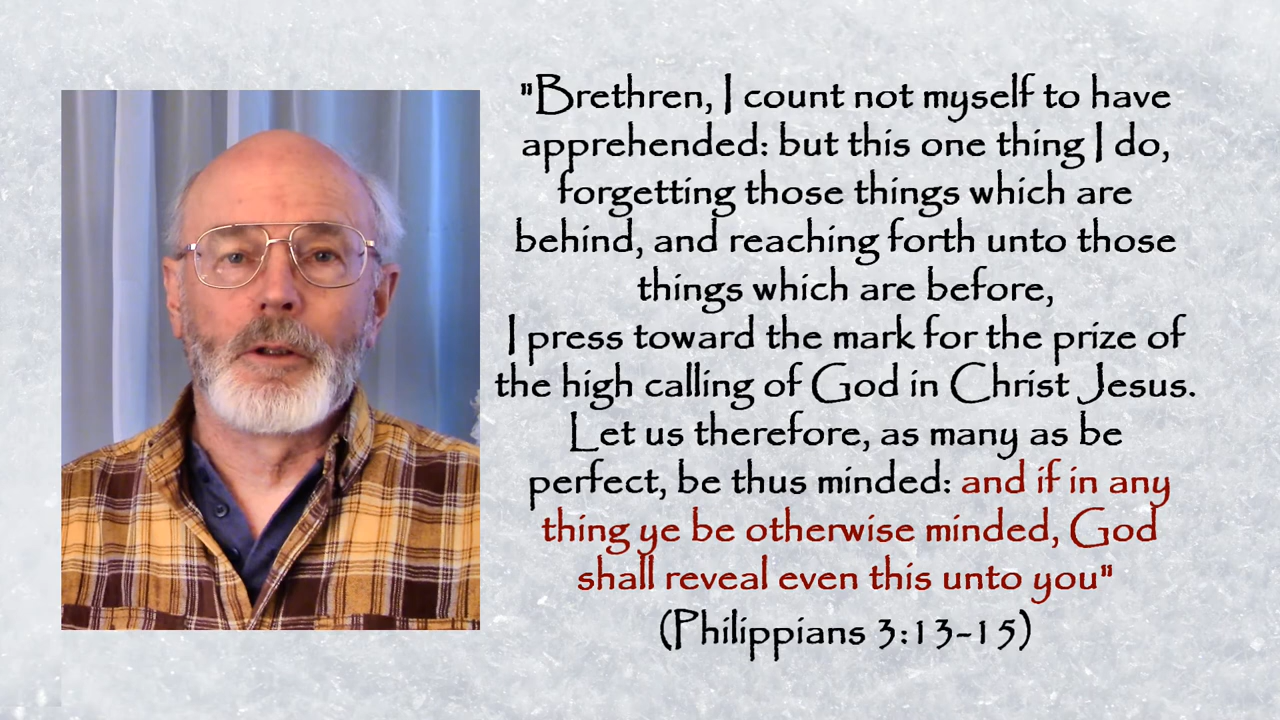 "Brethren, I count not myself to have
apprehended: but this one thing I do,
forgetting those things which are
behind, and reaching forth unto those
things which are before,
I press toward the mark for the prize of
the high calling of God in Christ Jesus.
Let us therefore, as many as be
perfect, be thus minded: and if in any
thing ye be otherwise minded, God
shall reveal even this unto you"
(Philippians 3:13-15)